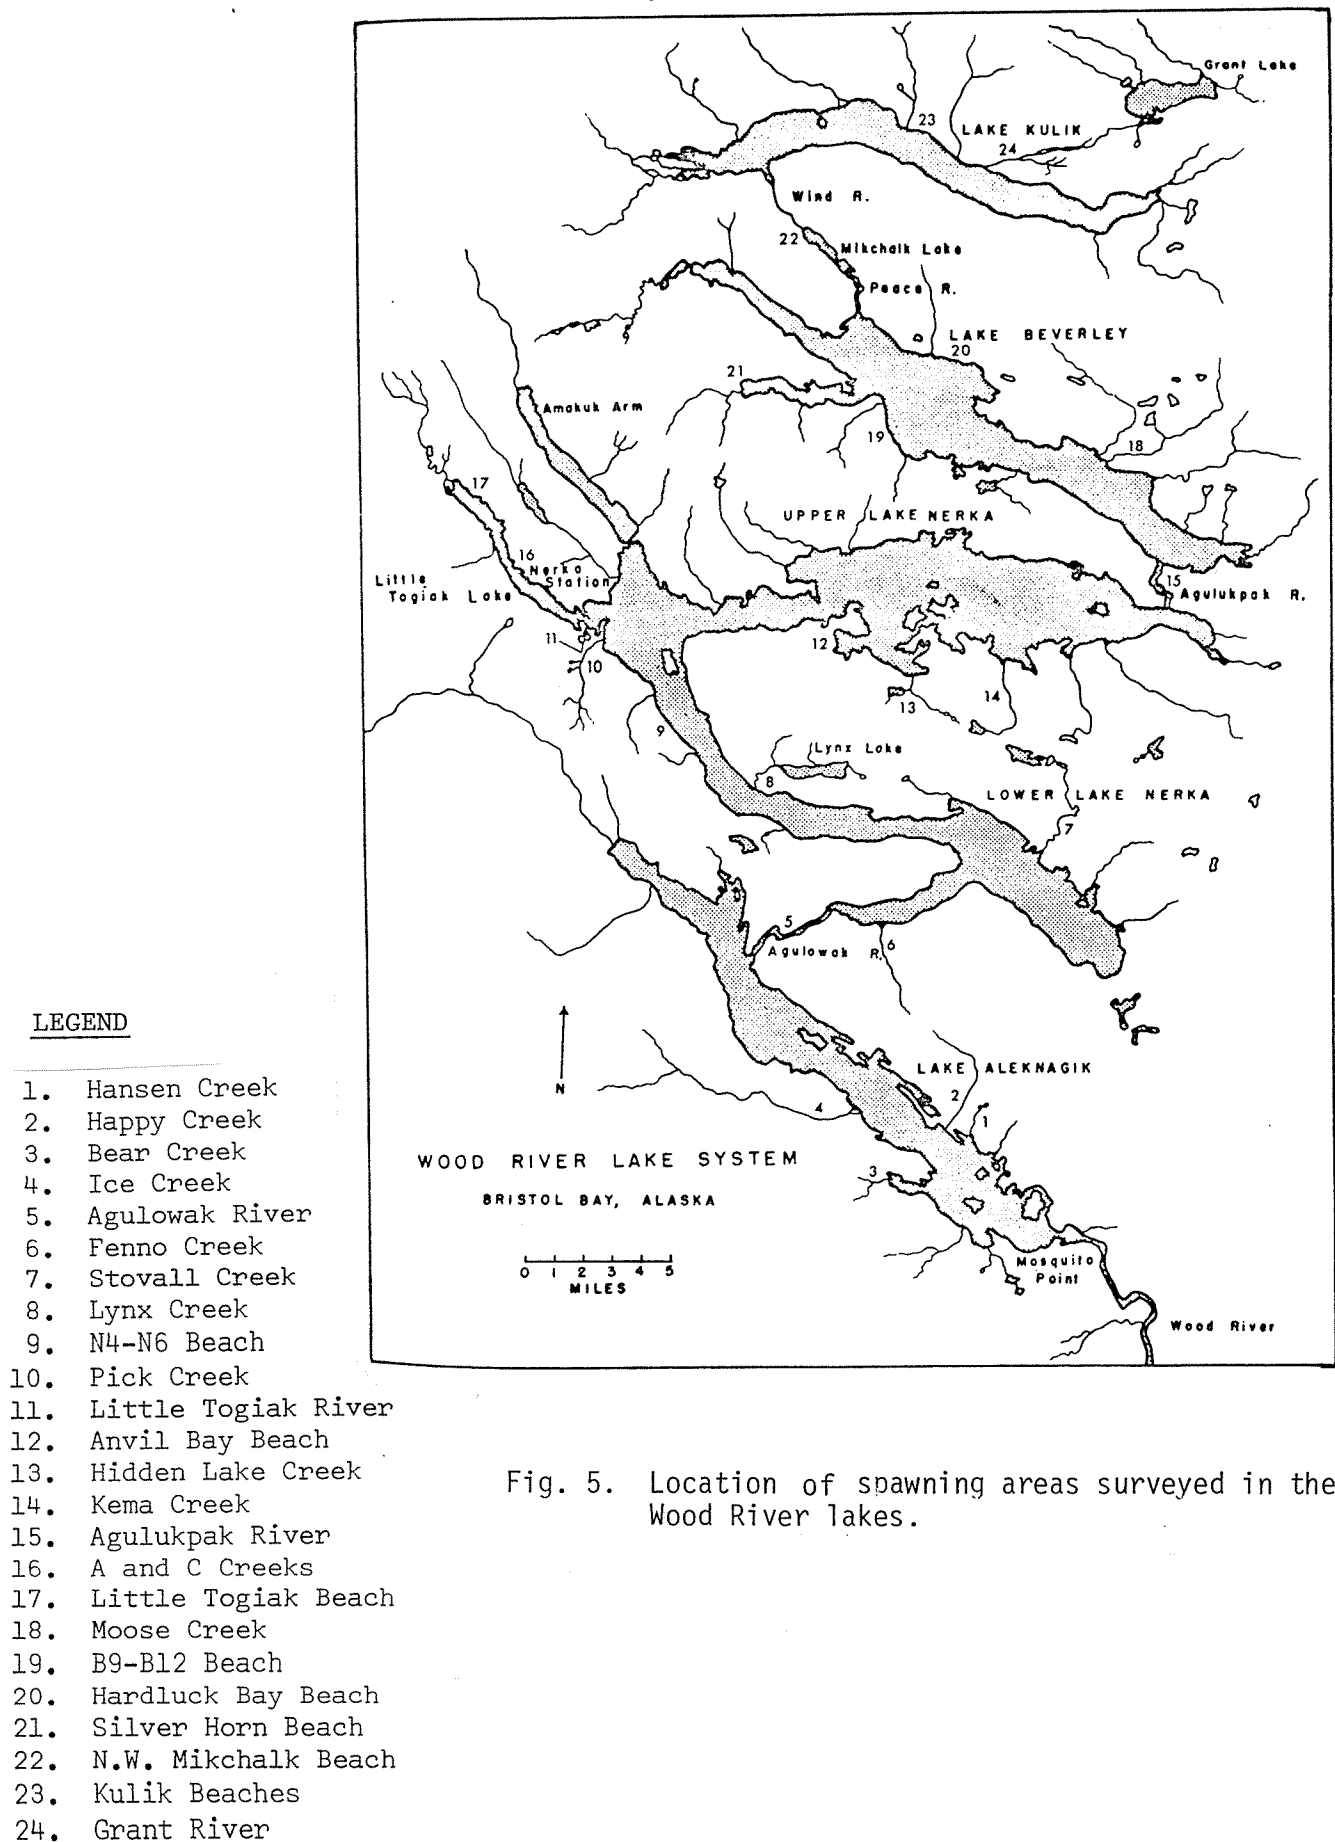 Grant Lake
23
LAKE KULIK
24
Wind R.
22
Mikchalk Lake
Peace R.
LAKE BEVERLEY
20
21
Amakuk Arm
19
18
17
UPPER LAKE NERKA
16
Nerka
Station
Little
Togiak Lake
15
Agulukpak R.
11
10
12
13
14
9
Lynx Lake
8
LOWER LAKE NERKA
7
5
Agulowak R.
6
N
LAKE ALEKNAGIK
2
1
4
3
WOOD RIVER LAKE SYSTEM
BRISTOL BAY, ALASKA
0 1 2 3 4 5
MILES
Mosquito
Point
Wood River
LEGEND
1. Hansen Creek
2. Happy Creek
3. Bear Creek
4. Ice Creek
5. Agulowak River
6. Fenno Creek
7. Stovall Creek
8. Lynx Creek
9. N4-N6 Beach
10. Pick Creek
11. Little Togiak River
12. Anvil Bay Beach
13. Hidden Lake Creek
14. Kema Creek
15. Agulukpak River
16. A and C Creeks
17. Little Togiak Beach
18. Moose Creek
19. B9-B12 Beach
20. Hardluck Bay Beach
21. Silver Horn Beach
22. N.W. Mikchalk Beach
23. Kulik Beaches
24. Grant River
Fig. 5. Location of spawning areas surveyed in the
Wood River lakes.